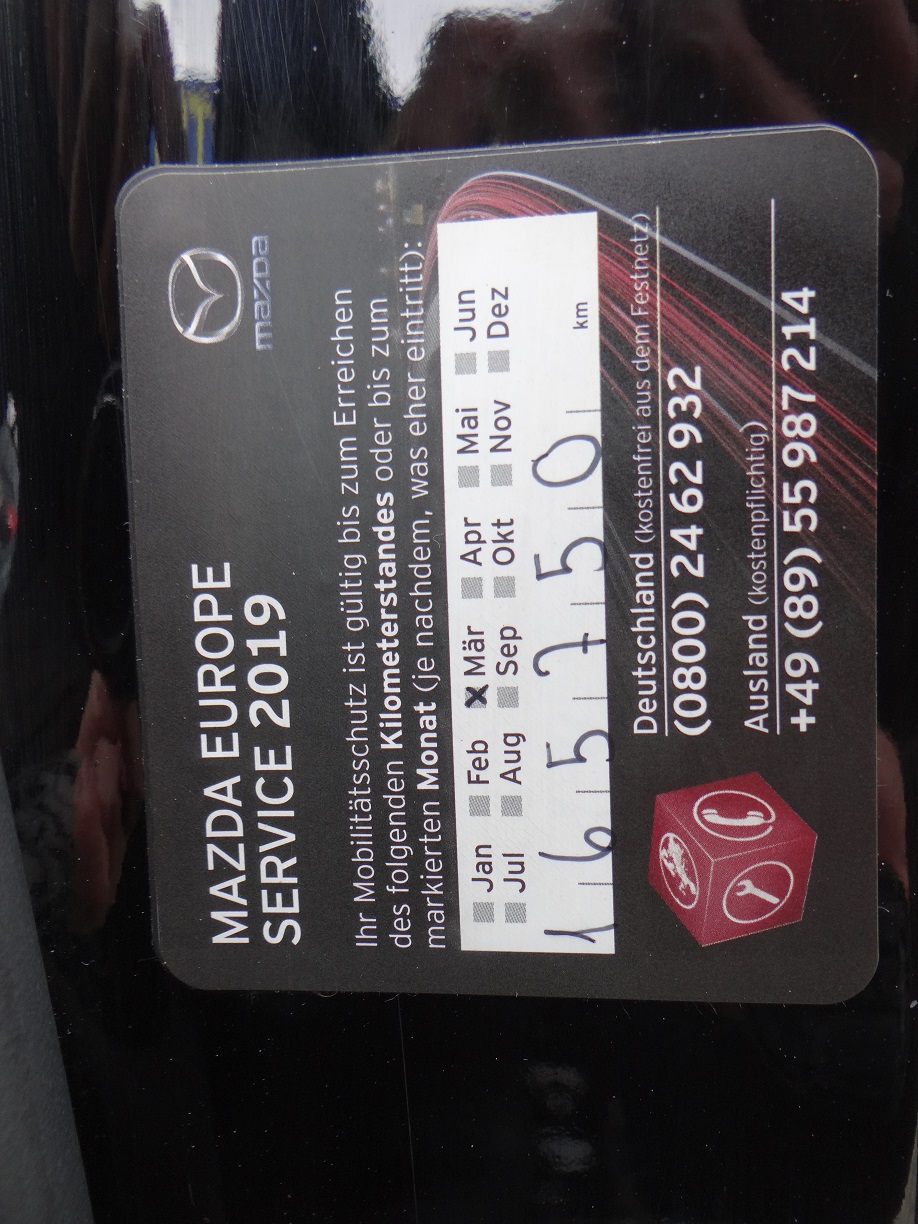 MAZDA EUROPE
SERVICE 2019
mazda
Ihr Mobilitätsschutz ist gültig bis zum Erreichen
des folgenden Kilometerstandes oder bis zum
markierten Monat (je nachdem, was eher eintritt):
Jan Feb Mär Apr Mai Jun
Jul Aug Sep Okt Nov Dez
165750 km
Deutschland (kostenfrei aus dem Festnetz)
(0800) 24 62 932
Ausland (kostenpflichtig)
+49 (89) 55 987 214